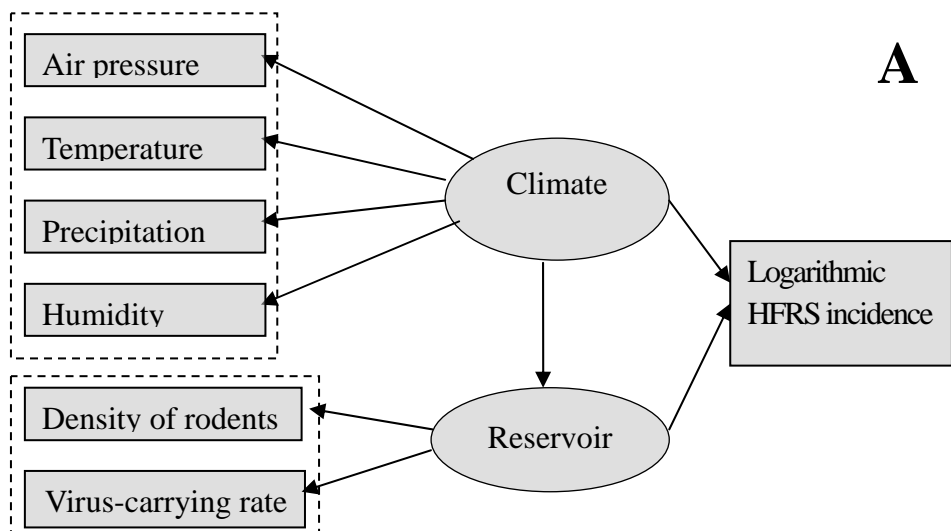 Air pressure
A
Temperature
Climate
Precipitation
Logarithmic
HFRS incidence
Humidity
Density of rodents
Reservoir
Virus-carrying rate